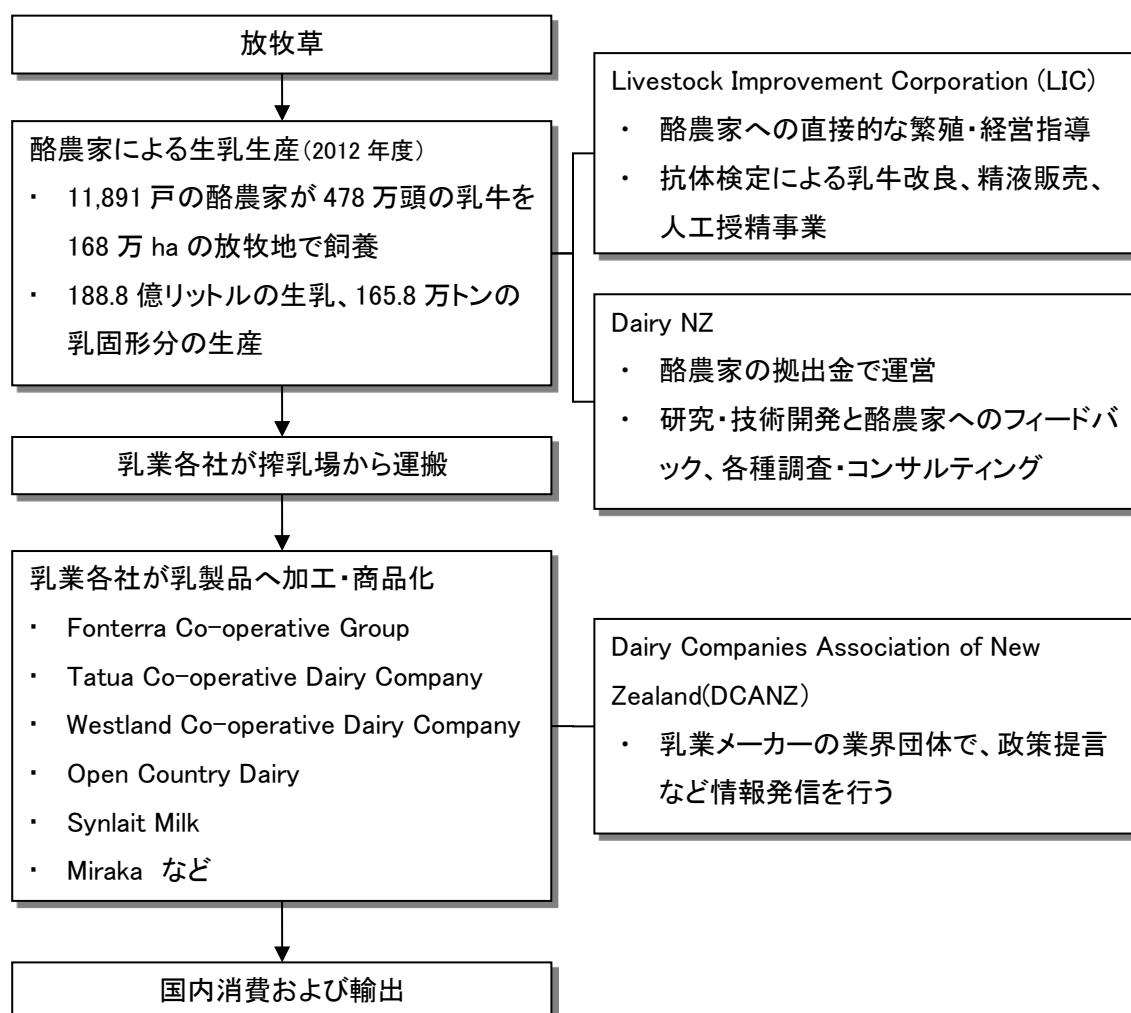 放牧草
酪農家による生乳生産(2012 年度)
・ 11,891 戸の酪農家が 478 万頭の乳牛を
168 万 ha の放牧地で飼養
・ 188.8 億リットルの生乳、165.8 万トンの
乳固形分の生産
Livestock Improvement Corporation (LIC)
・ 酪農家への直接的な繁殖・経営指導
・ 抗体検定による乳牛改良、精液販売、
人工授精事業
Dairy NZ
・ 酪農家の拠出金で運営
・ 研究・技術開発と酪農家へのフィードバ
ック、各種調査・コンサルティング
乳業各社が搾乳場から運搬
乳業各社が乳製品へ加工・商品化
・ Fonterra Co-operative Group
・ Tatua Co-operative Dairy Company
・ Westland Co-operative Dairy Company
・ Open Country Dairy
・ Synlait Milk
・ Miraka など
Dairy Companies Association of New
Zealand(DCANZ)
・ 乳業メーカーの業界団体で、政策提言
など情報発信を行う
国内消費および輸出